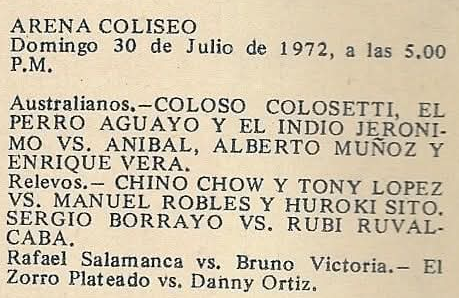 ARENA COLISEO
Domingo 30 de Julio de 1972, a las 5.00
P.M.
Australianos.—COLOSO COLOSETTI, EL
PERRO AGUAYO Y EL INDIO JERONI-
MO VS. ANIBAL, ALBERTO MUÑOZ Y
ENRIQUE VERA.
Relevos.— CHINO CHOW Y TONY LOPEZ
VS. MANUEL ROBLES Y HUROKI SITO.
SERGIO BORRAYO VS. RUBI RUVAL-
CABA.
Rafael Salamanca vs. Bruno Victoria.— El
Zorro Plateado vs. Danny Ortiz.